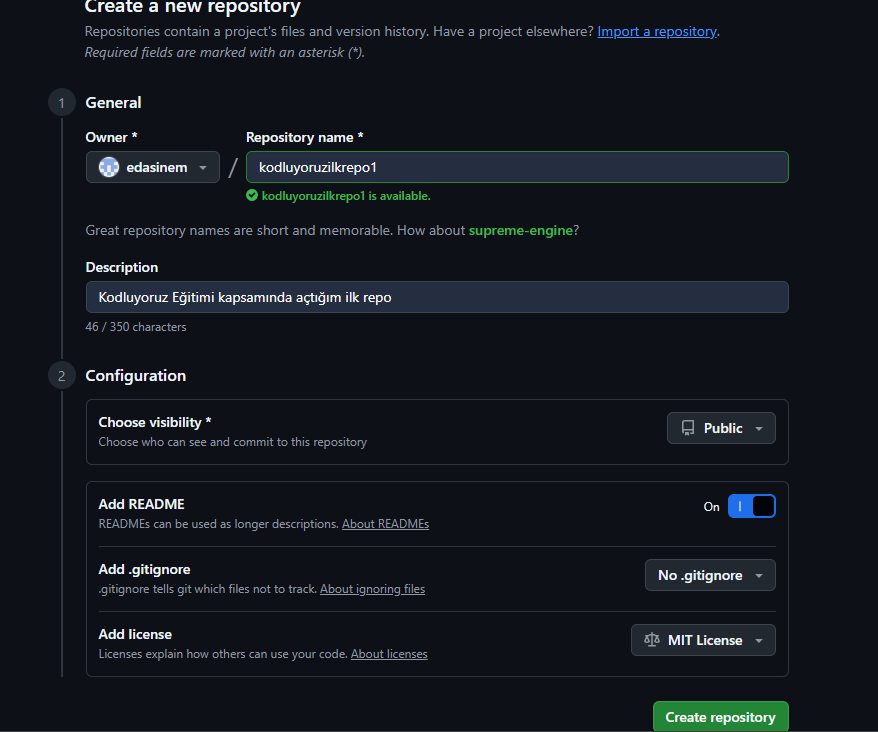 Create a new repository
Repositories contain a project's files and version history. Have a project elsewhere? Import a repository.
Required fields are marked with an asterisk (*).
1 General
Owner * Repository name *
edasinem / kodluyoruzilkrepo1
kodluyoruzilkrepo1 is available.
Great repository names are short and memorable. How about supreme-engine?
Description
Kodluyoruz Eğitimi kapsamında açtığım ilk repo
46 / 350 characters
2 Configuration
Choose visibility * Public
Choose who can see and commit to this repository
Add README On
READMEs can be used as longer descriptions. About READMEs
Add .gitignore No .gitignore
.gitignore tells git which files not to track. About ignoring files
Add license MIT License
Licenses explain how others can use your code. About licenses
Create repository